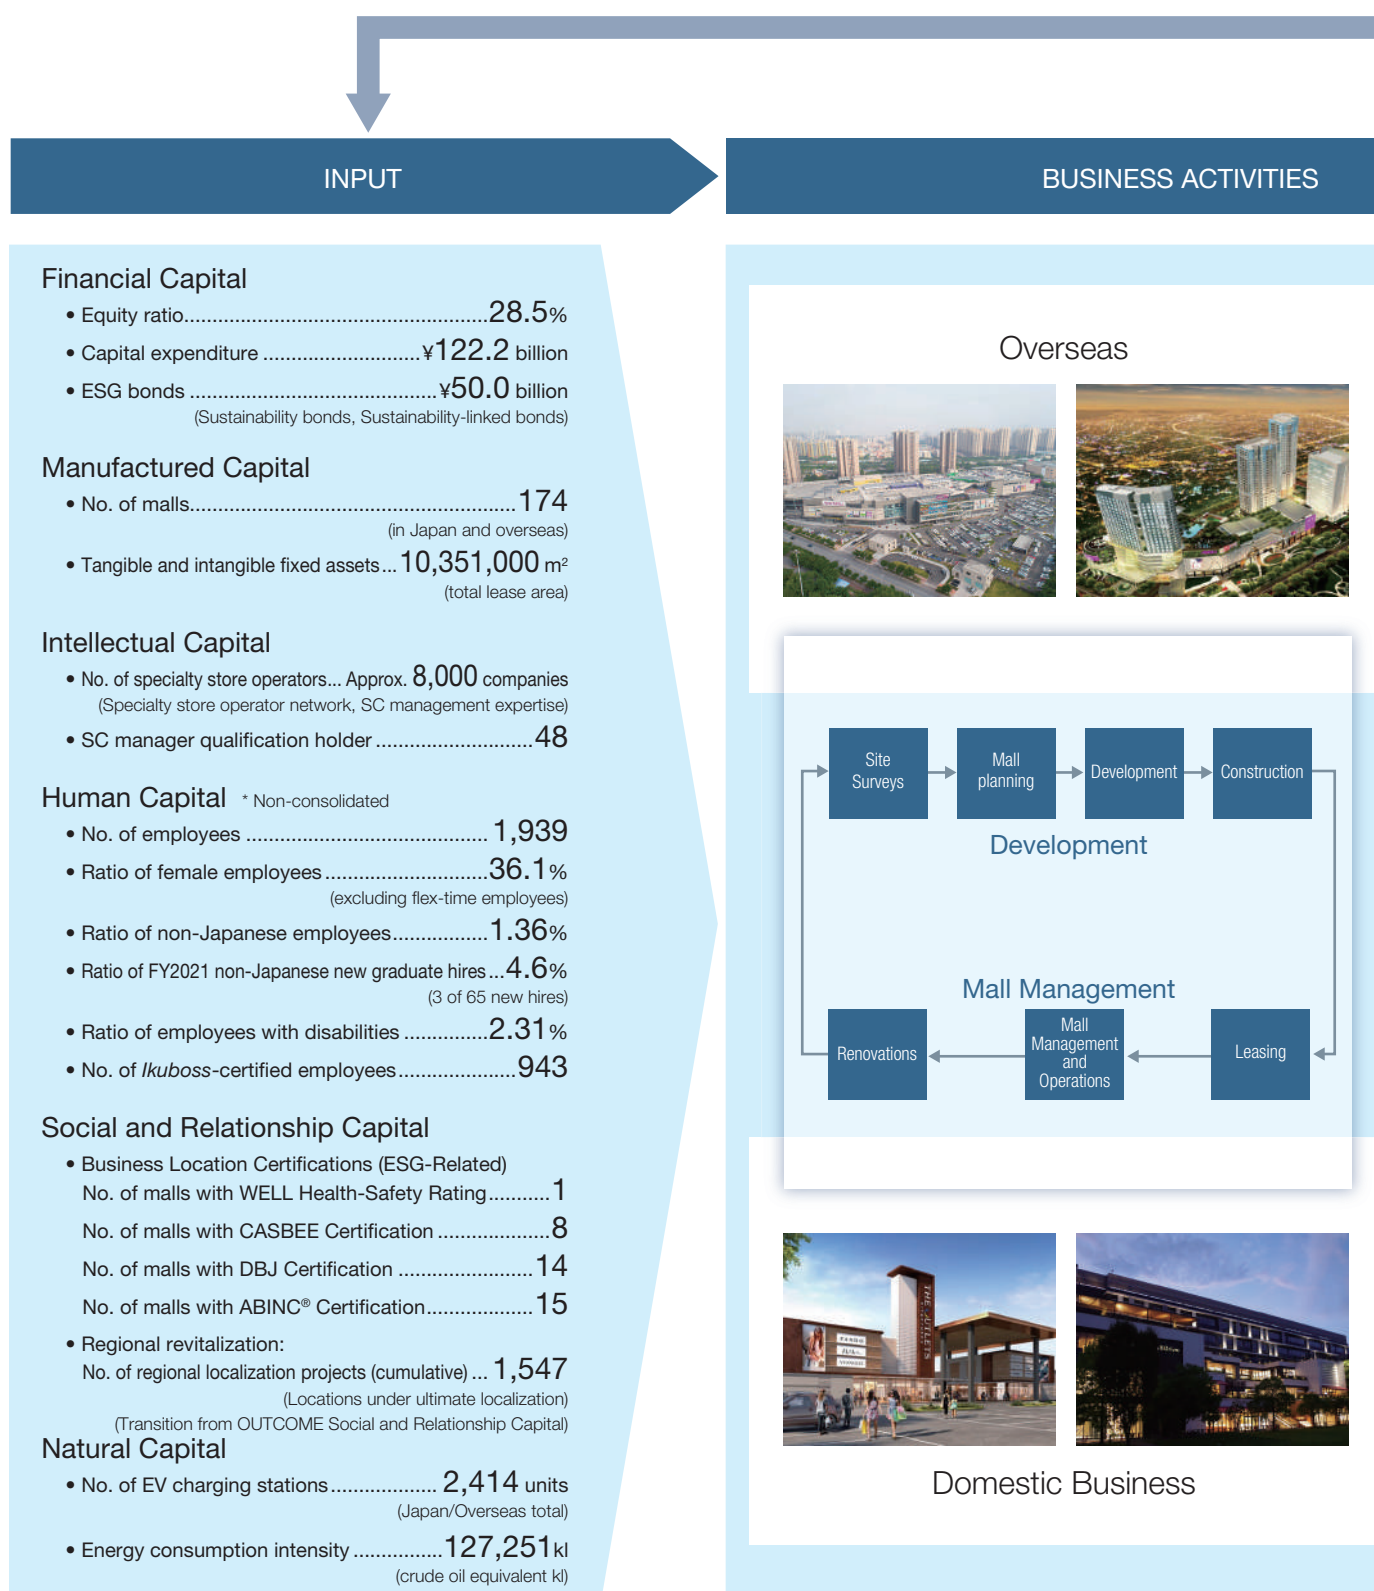 INPUT
BUSINESS ACTIVITIES
Financial Capital
• Equity ratio......................................................28.5%
• Capital expenditure ............................¥122.2 billion
• ESG bonds ............................................¥50.0 billion
(Sustainability bonds, Sustainability-linked bonds)
Manufactured Capital
• No. of malls..........................................................174
(in Japan and overseas)
• Tangible and intangible fixed assets... 10,351,000 m²
(total lease area)
Intellectual Capital
• No. of specialty store operators... Approx. 8,000 companies
(Specialty store operator network, SC management expertise)
• SC manager qualification holder ............................48
Human Capital * Non-consolidated
• No. of employees ........................................... 1,939
• Ratio of female employees.............................36.1%
(excluding flex-time employees)
• Ratio of non-Japanese employees.................1.36%
• Ratio of FY2021 non-Japanese new graduate hires ...4.6%
(3 of 65 new hires)
• Ratio of employees with disabilities ...............2.31%
• No. of Ikuboss-certified employees.....................943
Social and Relationship Capital
• Business Location Certifications (ESG-Related)
No. of malls with WELL Health-Safety Rating...........1
No. of malls with CASBEE Certification ....................8
No. of malls with DBJ Certification ........................14
No. of malls with ABINC® Certification...................15
• Regional revitalization:
No. of regional localization projects (cumulative) ... 1,547
(Locations under ultimate localization)
(Transition from OUTCOME Social and Relationship Capital)
Natural Capital
• No. of EV charging stations................... 2,414 units
(Japan/Overseas total)
• Energy consumption intensity ................127,251kl
(crude oil equivalent kl)
Overseas
Site
Surveys
Mall
planning
Development
Construction
Development
Mall Management
Renovations
Mall
Management
and
Operations
Leasing
THE OUTLETS
Domestic Business